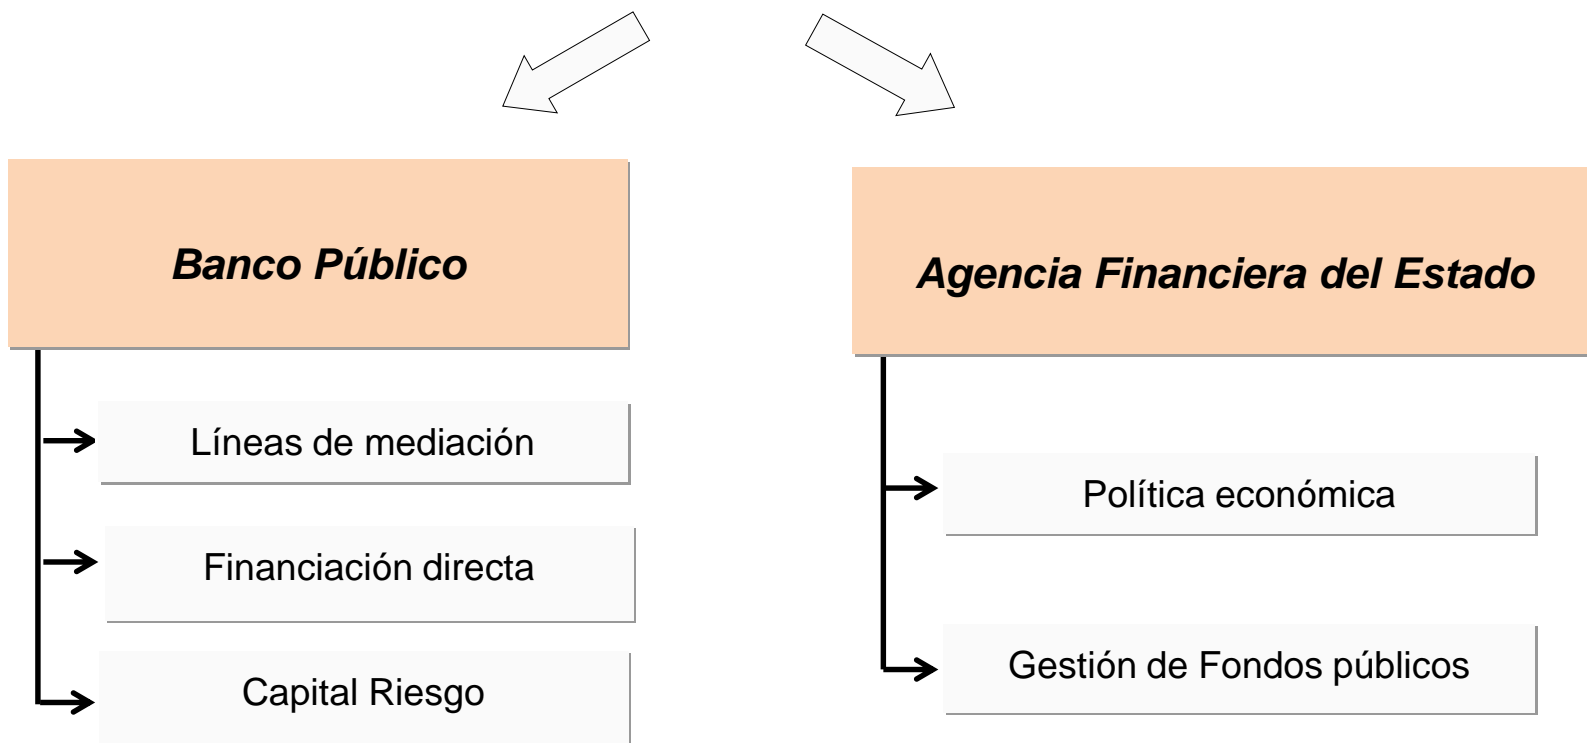 Banco Público
Líneas de mediación
Financiación directa
Capital Riesgo
Agencia Financiera del Estado
Política económica
Gestión de Fondos públicos